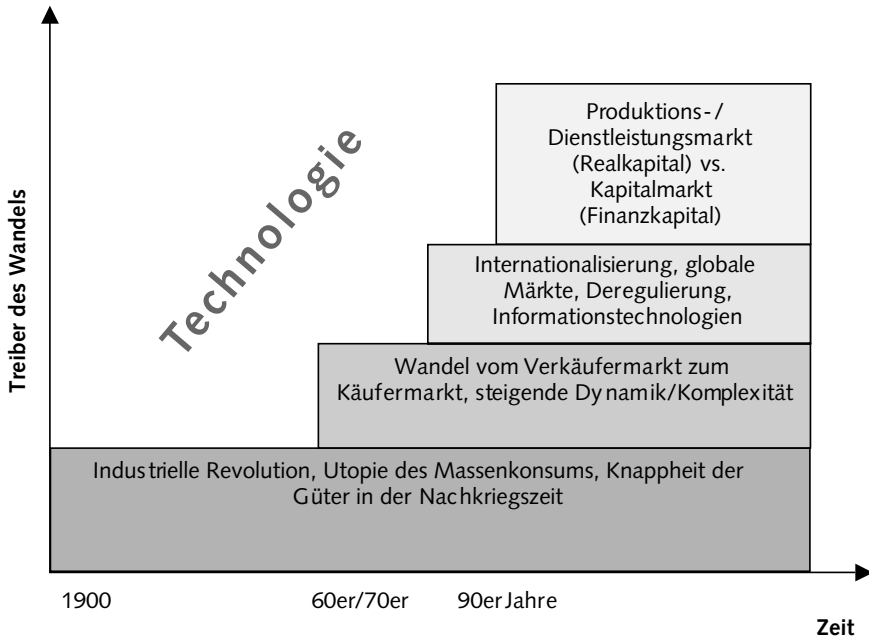 Treiber des Wandels
Technologie
Produktions-/
Dienstleistungsmarkt
(Realkapital) vs.
Kapitalmarkt
(Finanzkapital)
Internationalisierung, globale
Märkte, Deregulierung,
Informationstechnologien
Wandel vom Verkäufermarkt zum
Käufermarkt, steigende Dynamik/Komplexität
Industrielle Revolution, Utopie des Massenkonsums, Knappheit der
Güter in der Nachkriegszeit
1900 60er/70er 90er Jahre
Zeit